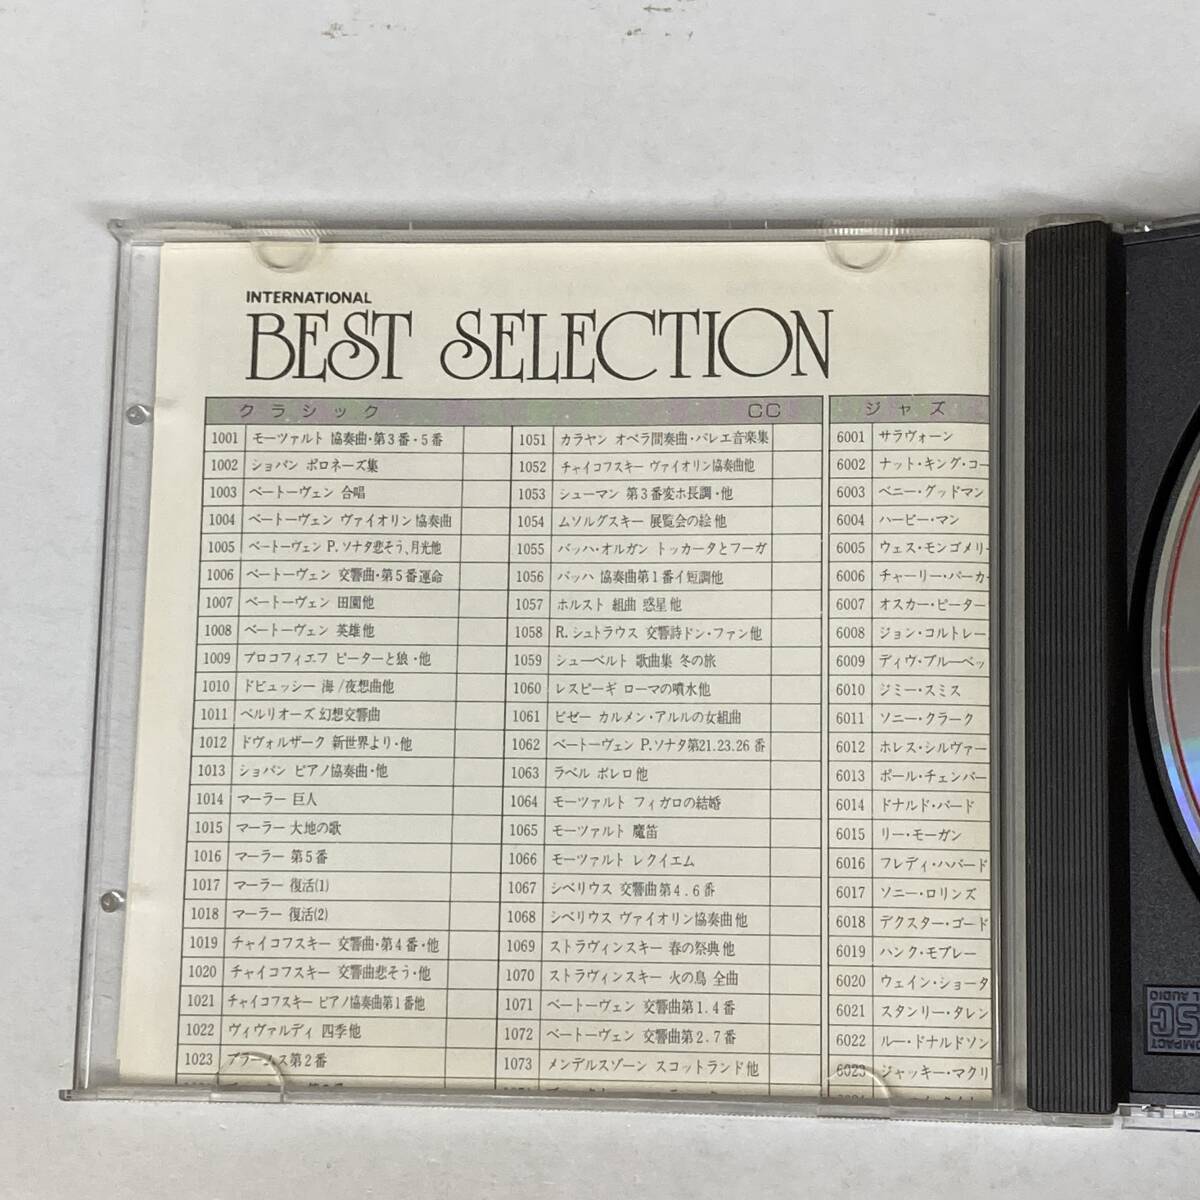 INTERNATIONAL
BEST SELECTION
クラシック CC
1001 モーツァルト 協奏曲・第3番・5番
1002 ショパン ポロネーズ集
1003 ベートーヴェン 合唱
1004 ベートーヴェン ヴァイオリン協奏曲
1005 ベートーヴェン P.ソナタ悲そう、月光他
1006 ベートーヴェン 交響曲・第5番運命
1007 ベートーヴェン 田園他
1008 ベートーヴェン 英雄他
1009 プロコフィエフ ピーターと狼・他
1010 ドビュッシー 海/夜想曲他
1011 ベルリオーズ 幻想交響曲
1012 ドヴォルザーク 新世界より・他
1013 ショパン ピアノ協奏曲・他
1014 マーラー 巨人
1015 マーラー 大地の歌
1016 マーラー 第5番
1017 マーラー 復活(1)
1018 マーラー 復活(2)
1019 チャイコフスキー 交響曲・第4番・他
1020 チャイコフスキー 交響曲悲そう・他
1021 チャイコフスキー ピアノ協奏曲第1番他
1022 ヴィヴァルディ 四季他
1023 ブラームス第2番
1051 カラヤン オペラ間奏曲・バレエ音楽集
1052 チャイコフスキー ヴァイオリン協奏曲他
1053 シューマン 第3番変ホ長調・他
1054 ムソルグスキー 展覧会の絵他
1055 バッハ・オルガン トッカータとフーガ
1056 バッハ 協奏曲第1番イ短調他
1057 ホルスト 組曲 惑星他
1058 R.シュトラウス 交響詩ドン・ファン他
1059 シューベルト 歌曲集 冬の旅
1060 レスピーギ ローマの噴水他
1061 ビゼー カルメン・アルルの女組曲
1062 ベートーヴェン P.ソナタ第21.23.26番
1063 ラベル ボレロ他
1064 モーツァルト フィガロの結婚
1065 モーツァルト 魔笛
1066 モーツァルト レクイエム
1067 シベリウス 交響曲第4.6番
1068 シベリウス ヴァイオリン協奏曲他
1069 ストラヴィンスキー 春の祭典他
1070 ストラヴィンスキー 火の鳥 全曲
1071 ベートーヴェン 交響曲第1.4番
1072 ベートーヴェン 交響曲第2.7番
1073 メンデルスゾーン スコットランド他
ジャズ
6001 サラヴォーン
6002 ナット・キング・コー
6003 ベニー・グッドマン
6004 ハービー・マン
6005 ウェス・モンゴメリー
6006 チャーリー・パーカ
6007 オスカー・ピーター
6008 ジョン・コルトレー
6009 ディヴ・ブルーベッ
6010 ジミー・スミス
6011 ソニー・クラーク
6012 ホレス・シルヴァー
6013 ポール・チェンバー
6014 ドナルド・バード
6015 リー・モーガン
6016 フレディ・ハバード
6017 ソニー・ロリンズ
6018 デクスター・ゴード
6019 ハンク・モブレー
6020 ウェイン・ショータ
6021 スタンリー・タレン
6022 ルー・ドナルドソン
6023 ジャッキー・マクリ